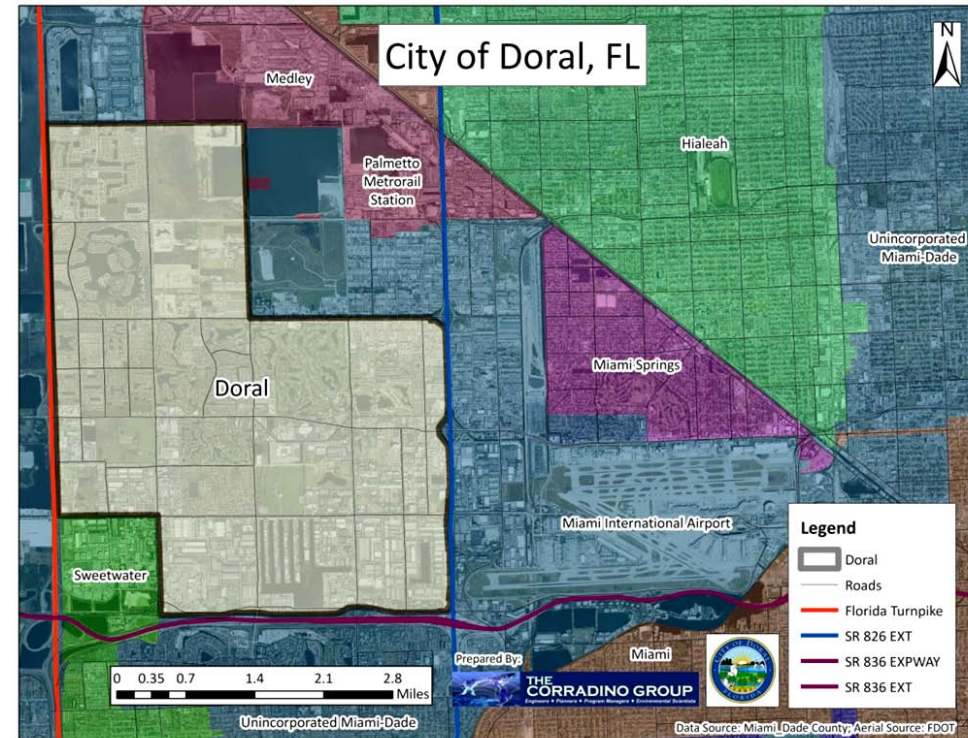 City of Doral, FL
N
Medley
Hialeah
Palmetto
Metrorail
Station
Unincorporated
Miami-Dade
Miami Springs
Doral
Miami International Airport
Sweetwater
Legend
Doral
Roads
Florida Turnpike
SR 826 EXT
SR 836 EXPWAY
SR 836 EXT
Miami
Prepared By:
THE
CORRADINO GROUP
Engineers • Planners • Program Managers • Environmental Scientists
0 0.35 0.7 1.4 2.1 2.8
Miles
Unincorporated Miami-Dade
Data Source: Miami_Dade County; Aerial Source: FDOT